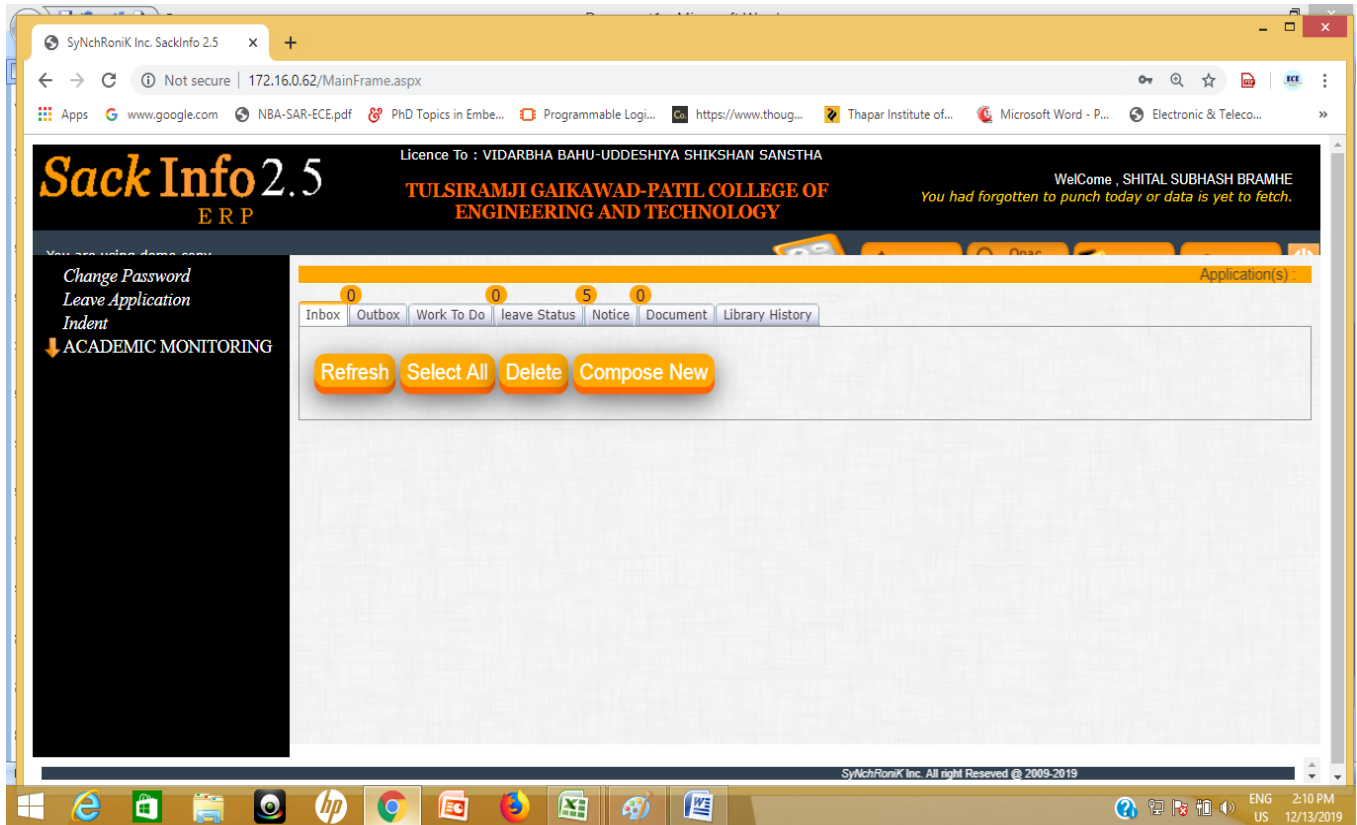 SyNchRoniK Inc. SackInfo 2.5
Not secure | 172.16.0.62/MainFrame.aspx
Apps www.google.com NBA-SAR-ECE.pdf PhD Topics in Embe... Programmable Logi... https://www.thoug... Thapar Institute of... Microsoft Word - P... Electronic & Teleco... »
Sack Info 2.5
ERP
Licence To : VIDARBHA BAHU-UDDESHIYA SHIKSHAN SANSTHA
TULSIRAMJI GAIKAWAD-PATIL COLLEGE OF
ENGINEERING AND TECHNOLOGY
WelCome , SHITAL SUBHASH BRAMHE
You had forgotten to punch today or data is yet to fetch.
You are using demo copy
Opac
Change Password
Leave Application
Indent
ACADEMIC MONITORING
Application(s) :
0 0 5 0
Inbox Outbox Work To Do leave Status Notice Document Library History
Refresh Select All Delete Compose New
SyNchRoniK Inc. All right Reseved @ 2009-2019
ENG 2:10 PM
US 12/13/2019